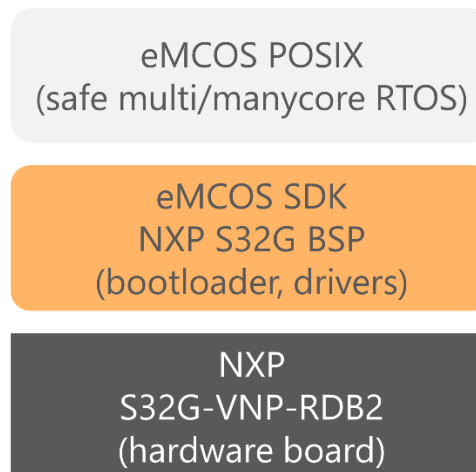 eMCOS POSIX
(safe multi/manycore RTOS)
eMCOS SDK
NXP S32G BSP
(bootloader, drivers)
NXP
S32G-VNP-RDB2
(hardware board)